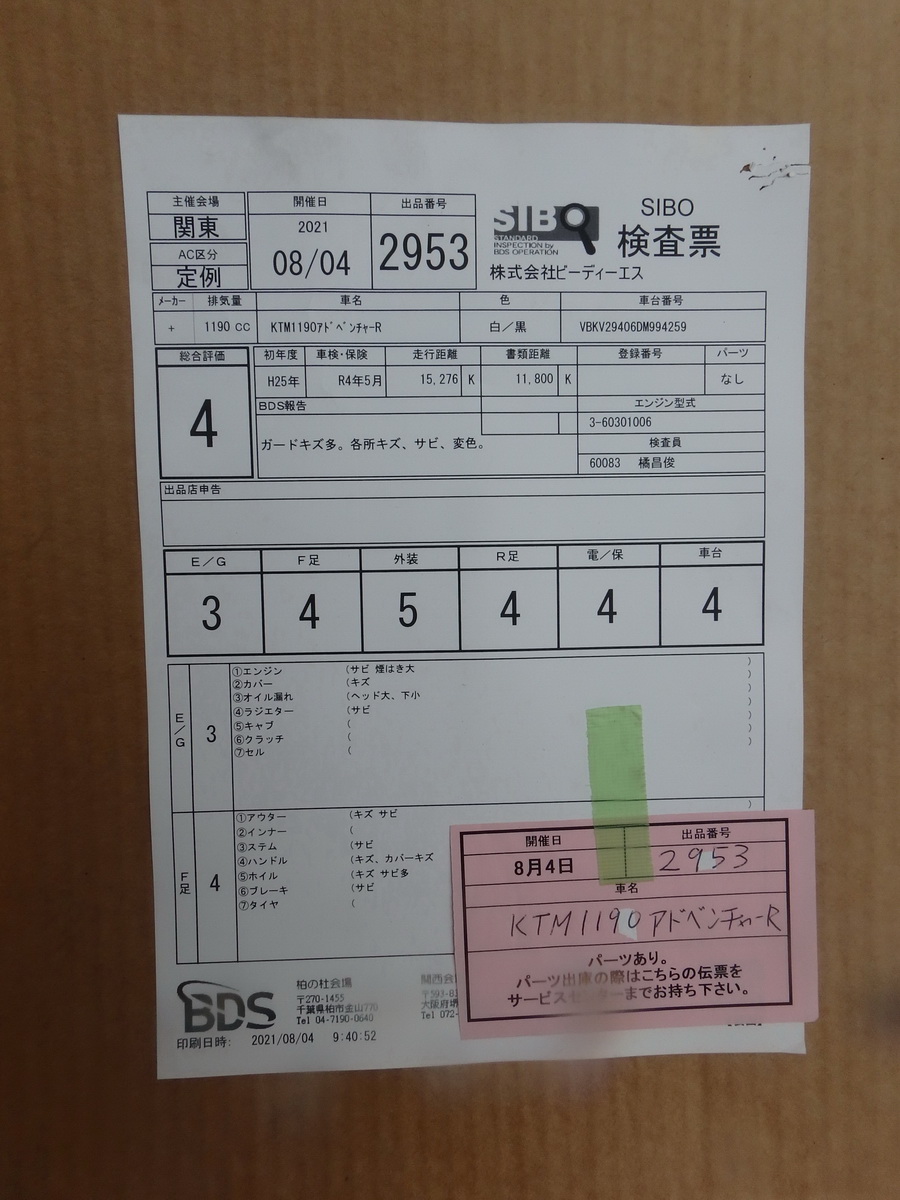 主催会場
関東
AC区分
定例
開催日
2021
08/04
出品番号
2953
SIBO
STANDARD
INSPECTION by
BDS OPERATION
SIBO
検査票
株式会社ビーディーエス
メーカー 排気量 車名 色 車台番号
+ 1190 CC KTM1190ｱﾄﾞﾍﾞﾝﾁｬｰR 白／黒 VBKV29406DM994259
総合評価
4
初年度 車検・保険 走行距離 書類距離 登録番号 パーツ
H25年 R4年5月 15,276 K 11,800 K なし
BDS報告
ガードキズ多。各所キズ、サビ、変色。
エンジン型式
3-60301006
検査員
60083 橘昌俊
出品店申告
E／G F足 外装 R足 電／保 車台
3 4 5 4 4 4
E／G
3
①エンジン (サビ 煙はき大 )
②カバー (キズ )
③オイル漏れ (ヘッド大、下小 )
④ラジエター (サビ )
⑤キャブ ( )
⑥クラッチ ( )
⑦セル ( )
F足
4
①アウター (キズ サビ )
②インナー (
③ステム (サビ
④ハンドル (キズ、カバーキズ
⑤ホイル (キズ サビ多
⑥ブレーキ (サビ
⑦タイヤ (
BDS
柏の杜会場
〒270-1455
千葉県柏市金山770
Tel 04-7190-0640
関西会
大阪府堺
Tel 072-
印刷日時: 2021/08/04 9:40:52
開催日 出品番号
8月4日 2953
車名
KTM1190アドベンチャーR
パーツあり。
パーツ出庫の際はこちらの伝票を
サービスセンターまでお持ち下さい。